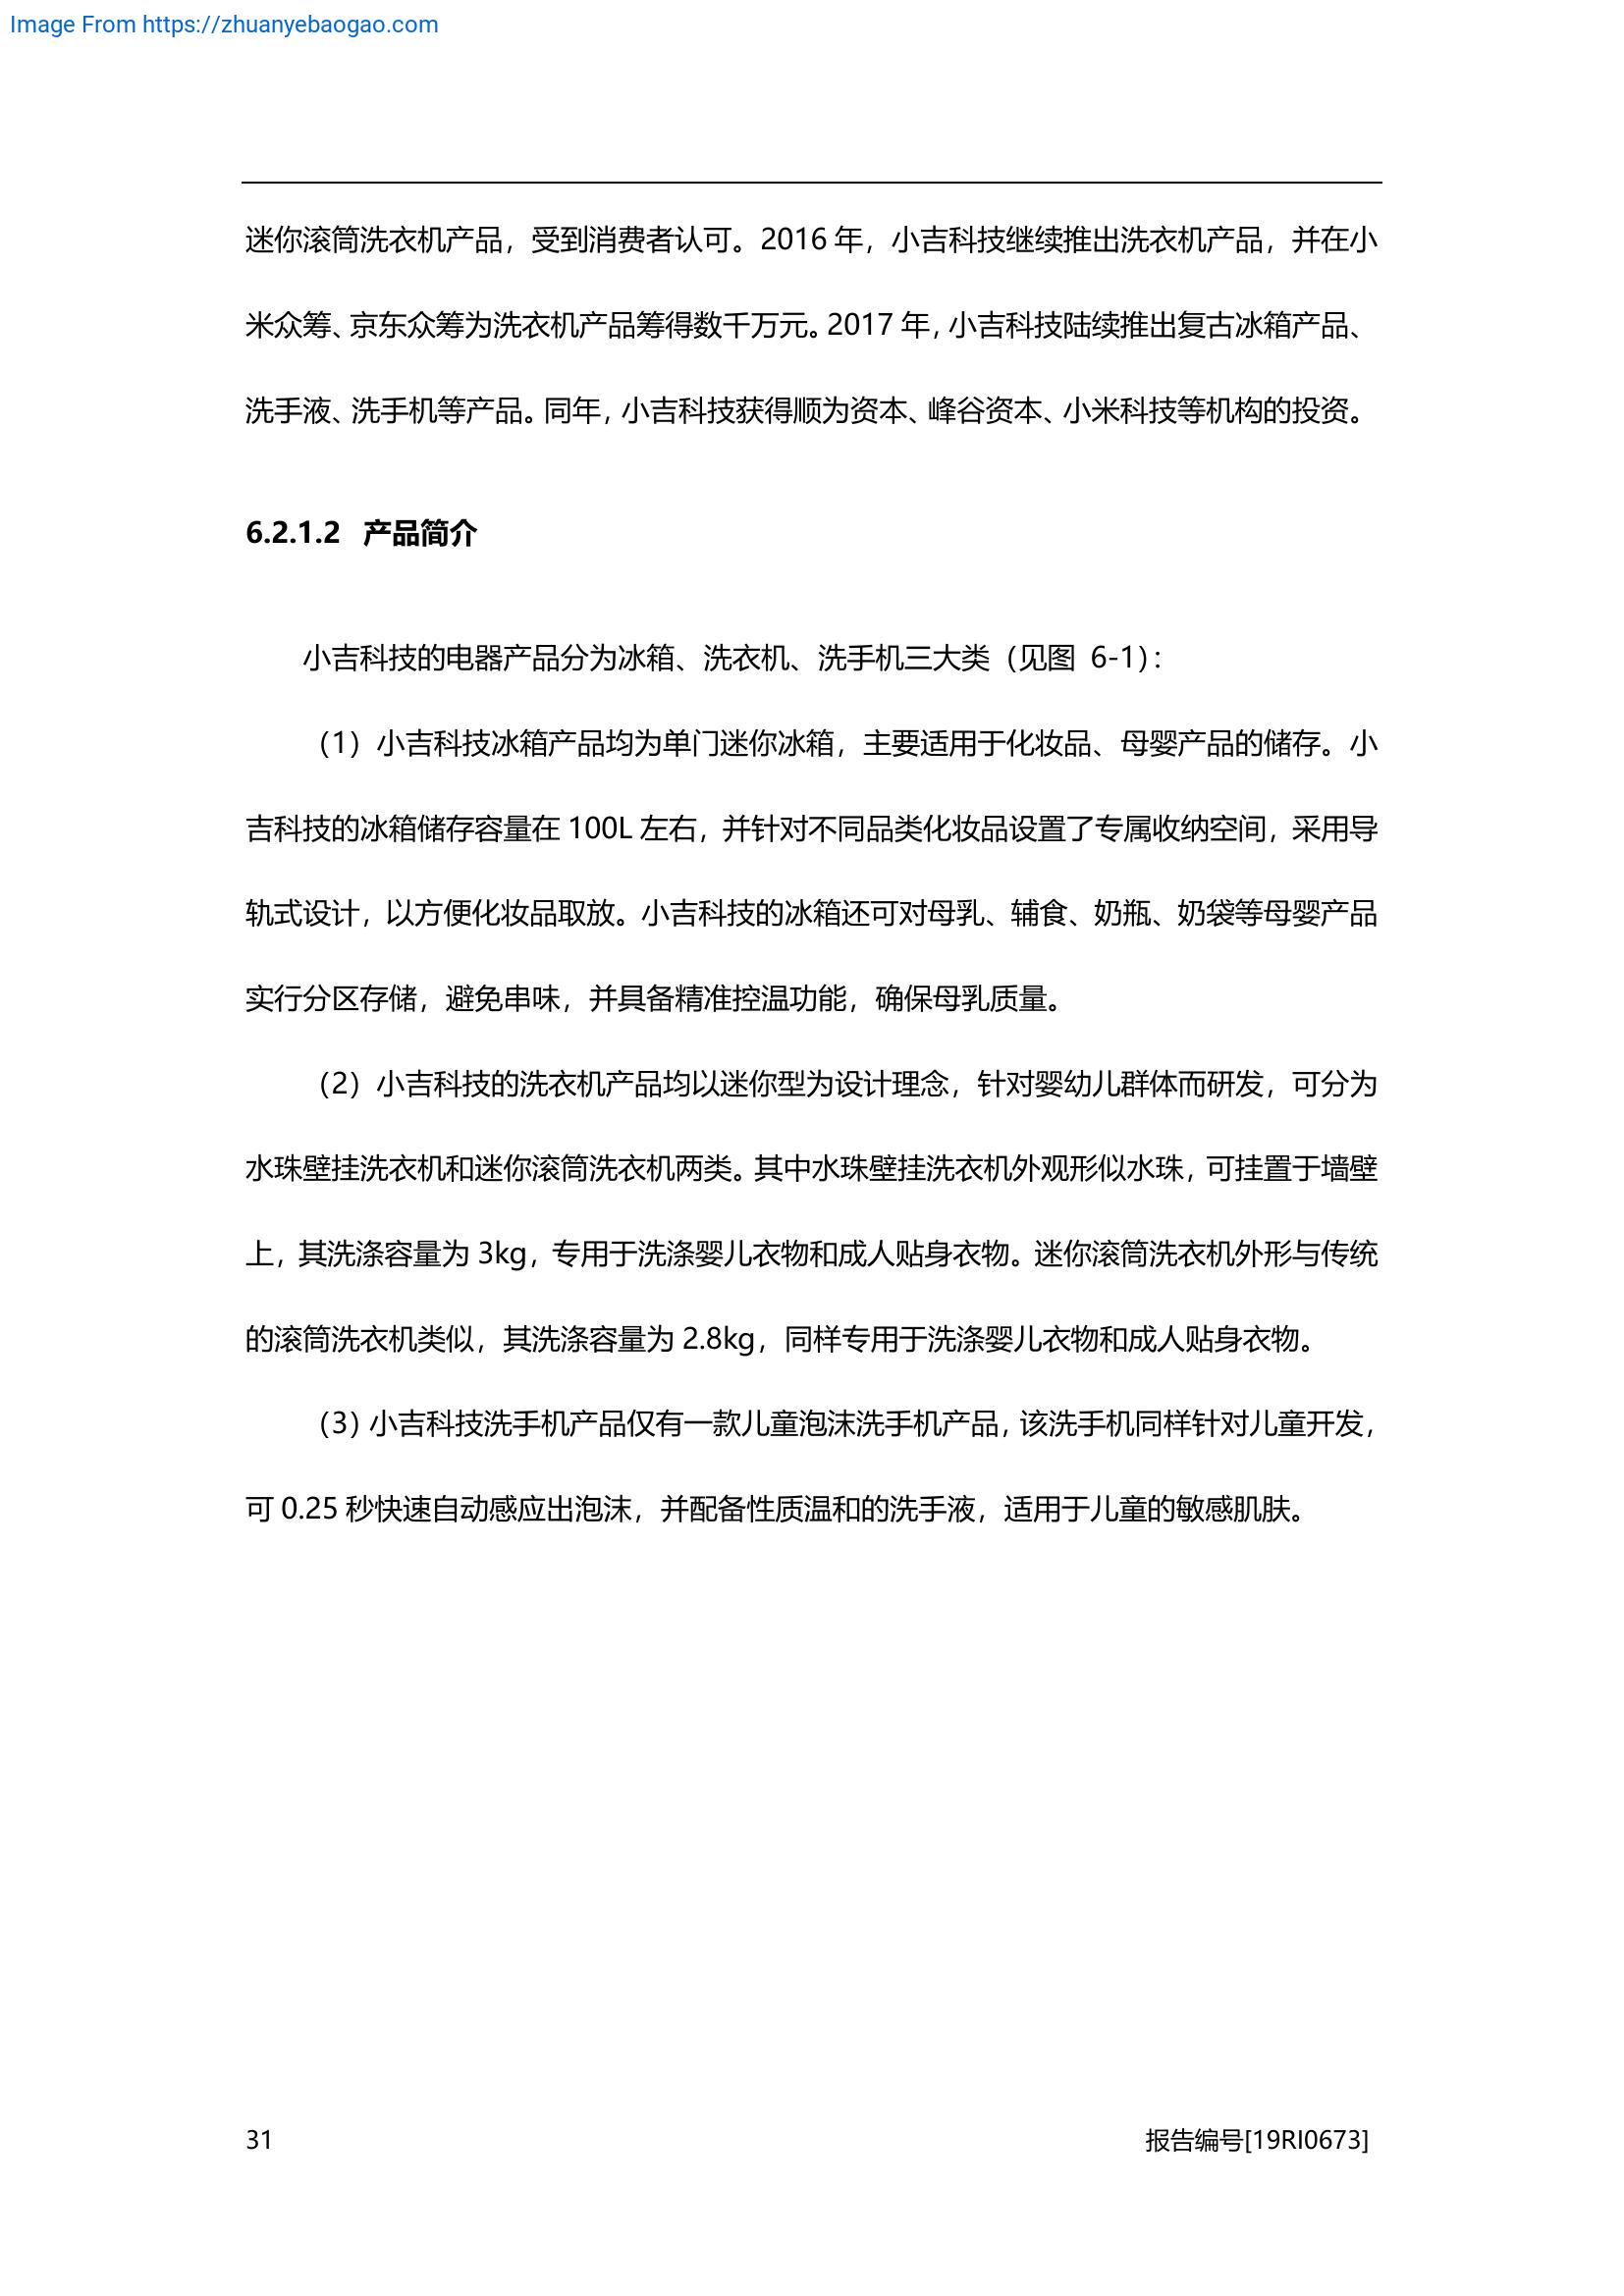 Image From https://zhuanyebaogao.com
迷你滚筒洗衣机产品，受到消费者认可。2016 年，小吉科技继续推出洗衣机产品，并在小
米众筹、京东众筹为洗衣机产品筹得数千万元。2017 年，小吉科技陆续推出复古冰箱产品、
洗手液、洗手机等产品。同年，小吉科技获得顺为资本、峰谷资本、小米科技等机构的投资。
6.2.1.2 产品简介
小吉科技的电器产品分为冰箱、洗衣机、洗手机三大类（见图 6-1）：
（1）小吉科技冰箱产品均为单门迷你冰箱，主要适用于化妆品、母婴产品的储存。小
吉科技的冰箱储存容量在 100L 左右，并针对不同品类化妆品设置了专属收纳空间，采用导
轨式设计，以方便化妆品取放。小吉科技的冰箱还可对母乳、辅食、奶瓶、奶袋等母婴产品
实行分区存储，避免串味，并具备精准控温功能，确保母乳质量。
（2）小吉科技的洗衣机产品均以迷你型为设计理念，针对婴幼儿群体而研发，可分为
水珠壁挂洗衣机和迷你滚筒洗衣机两类。其中水珠壁挂洗衣机外观形似水珠，可挂置于墙壁
上，其洗涤容量为 3kg，专用于洗涤婴儿衣物和成人贴身衣物。迷你滚筒洗衣机外形与传统
的滚筒洗衣机类似，其洗涤容量为 2.8kg，同样专用于洗涤婴儿衣物和成人贴身衣物。
（3）小吉科技洗手机产品仅有一款儿童泡沫洗手机产品，该洗手机同样针对儿童开发，
可 0.25 秒快速自动感应出泡沫，并配备性质温和的洗手液，适用于儿童的敏感肌肤。
31
报告编号[19RI0673]